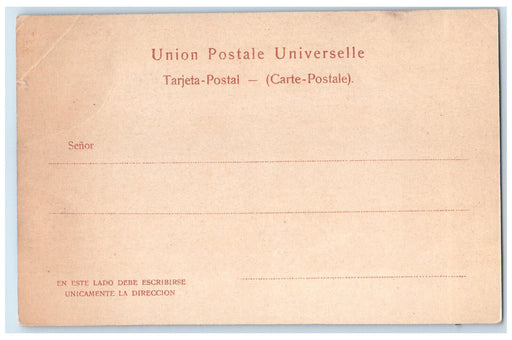 Union Postale Universelle
Tarjeta-Postal — (Carte-Postale).
Señor
EN ESTE LADO DEBE ESCRIBIRSE
UNICAMENTE LA DIRECCION